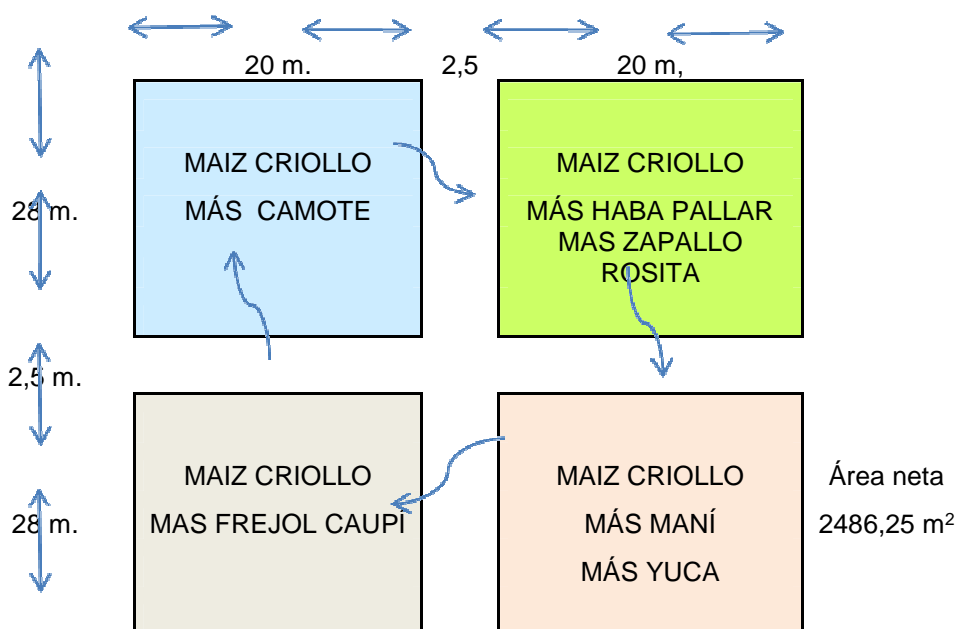 20 m. 2,5 20 m,
MAIZ CRIOLLO
MÁS CAMOTE
MAIZ CRIOLLO
MÁS HABA PALLAR
MAS ZAPALLO
ROSITA
28 m.
2,5 m.
MAIZ CRIOLLO
MAS FREJOL CAUPÍ
MAIZ CRIOLLO
MÁS MANÍ
MÁS YUCA
28 m.
Área neta
2486,25 m²